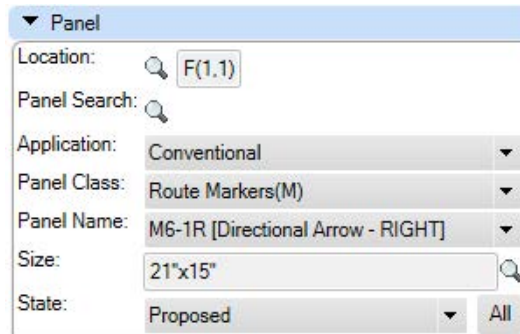 Panel
Location: F(1,1)
Panel Search:
Application: Conventional
Panel Class: Route Markers(M)
Panel Name: M6-1R [Directional Arrow - RIGHT]
Size: 21"x15"
State: Proposed All